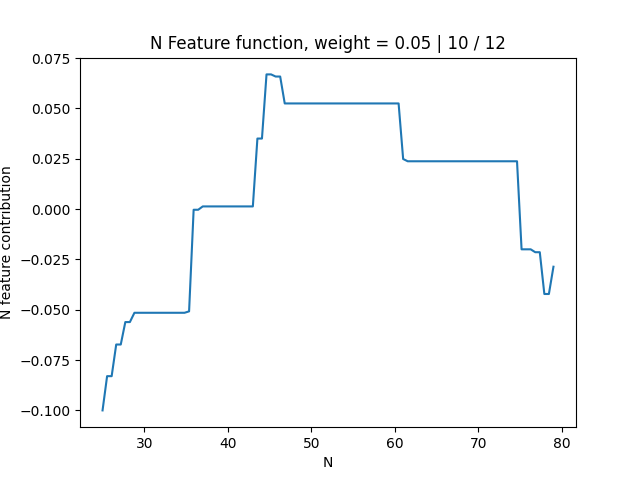 N Feature function, weight = 0.05 | 10 / 12
0.075
0.050
0.025
0.000
−0.025
−0.050
−0.075
−0.100
N feature contribution
30 40 50 60 70 80
N